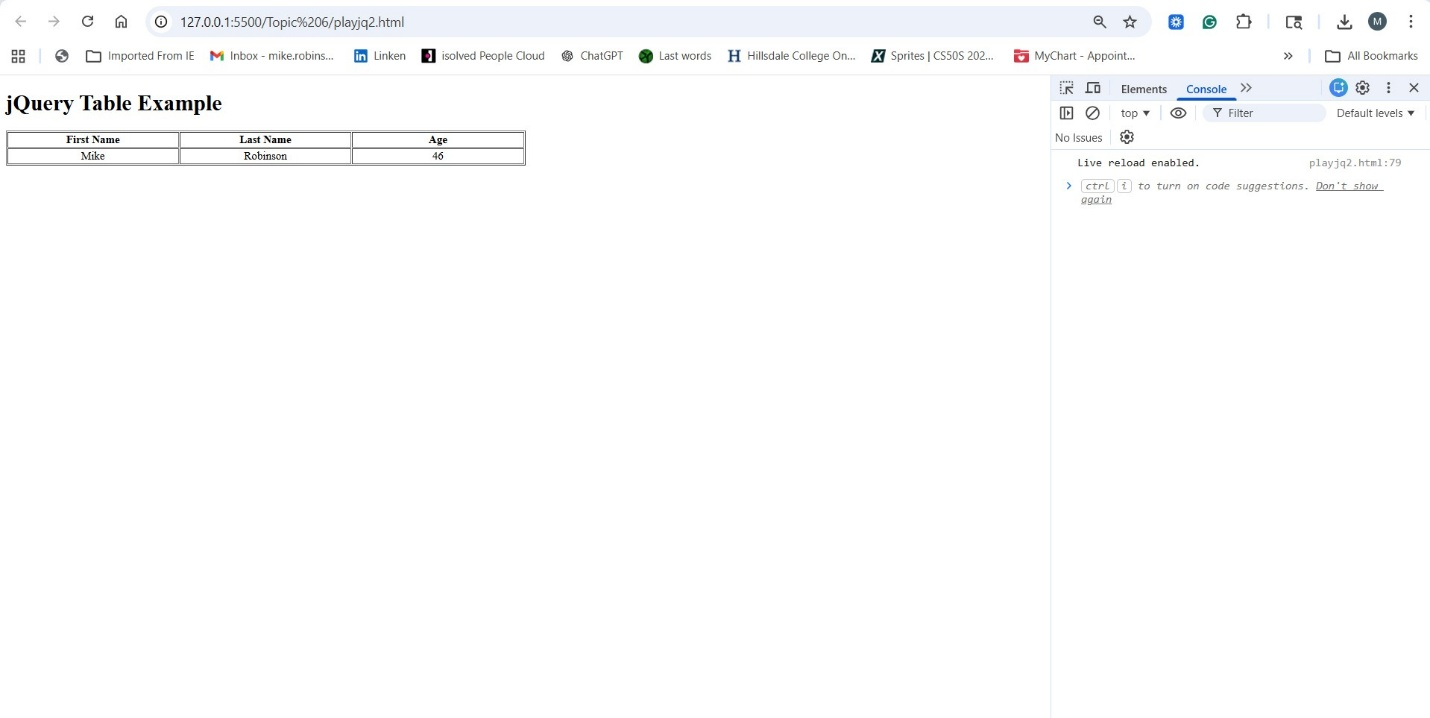 127.0.0.1:5500/Topic%206/playjq2.html
M
Imported From IE
Inbox - mike.robins...
in
Linken
isolved People Cloud
ChatGPT
Last words
H
Hillsdale College On...
X
Sprites | CS50S 202...
MyChart - Appoint...
»
All Bookmarks
jQuery Table Example
First Name Last Name Age
Mike Robinson 46
Elements Console
top Filter Default levels
No Issues
Live reload enabled. playjq2.html:79
ctrl i to turn on code suggestions. Don't show
again